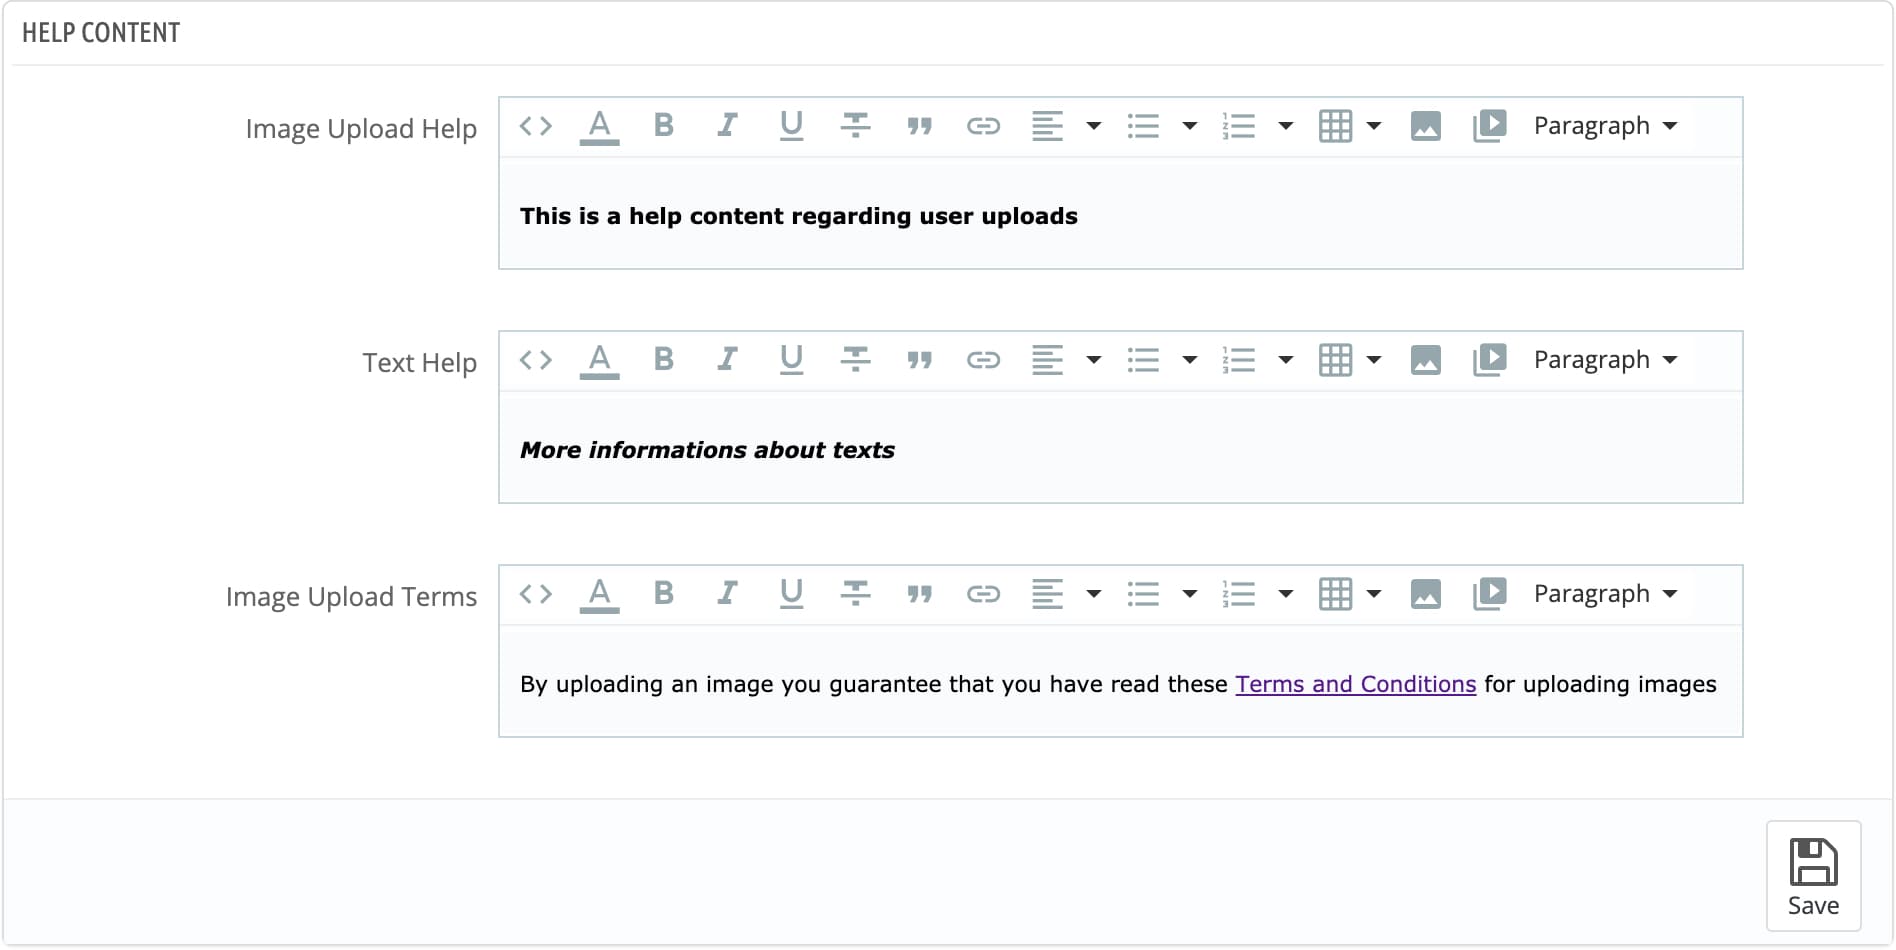 HELP CONTENT
Image Upload Help
Paragraph
This is a help content regarding user uploads
Text Help
Paragraph
More informations about texts
Image Upload Terms
Paragraph
By uploading an image you guarantee that you have read these Terms and Conditions for uploading images
Save